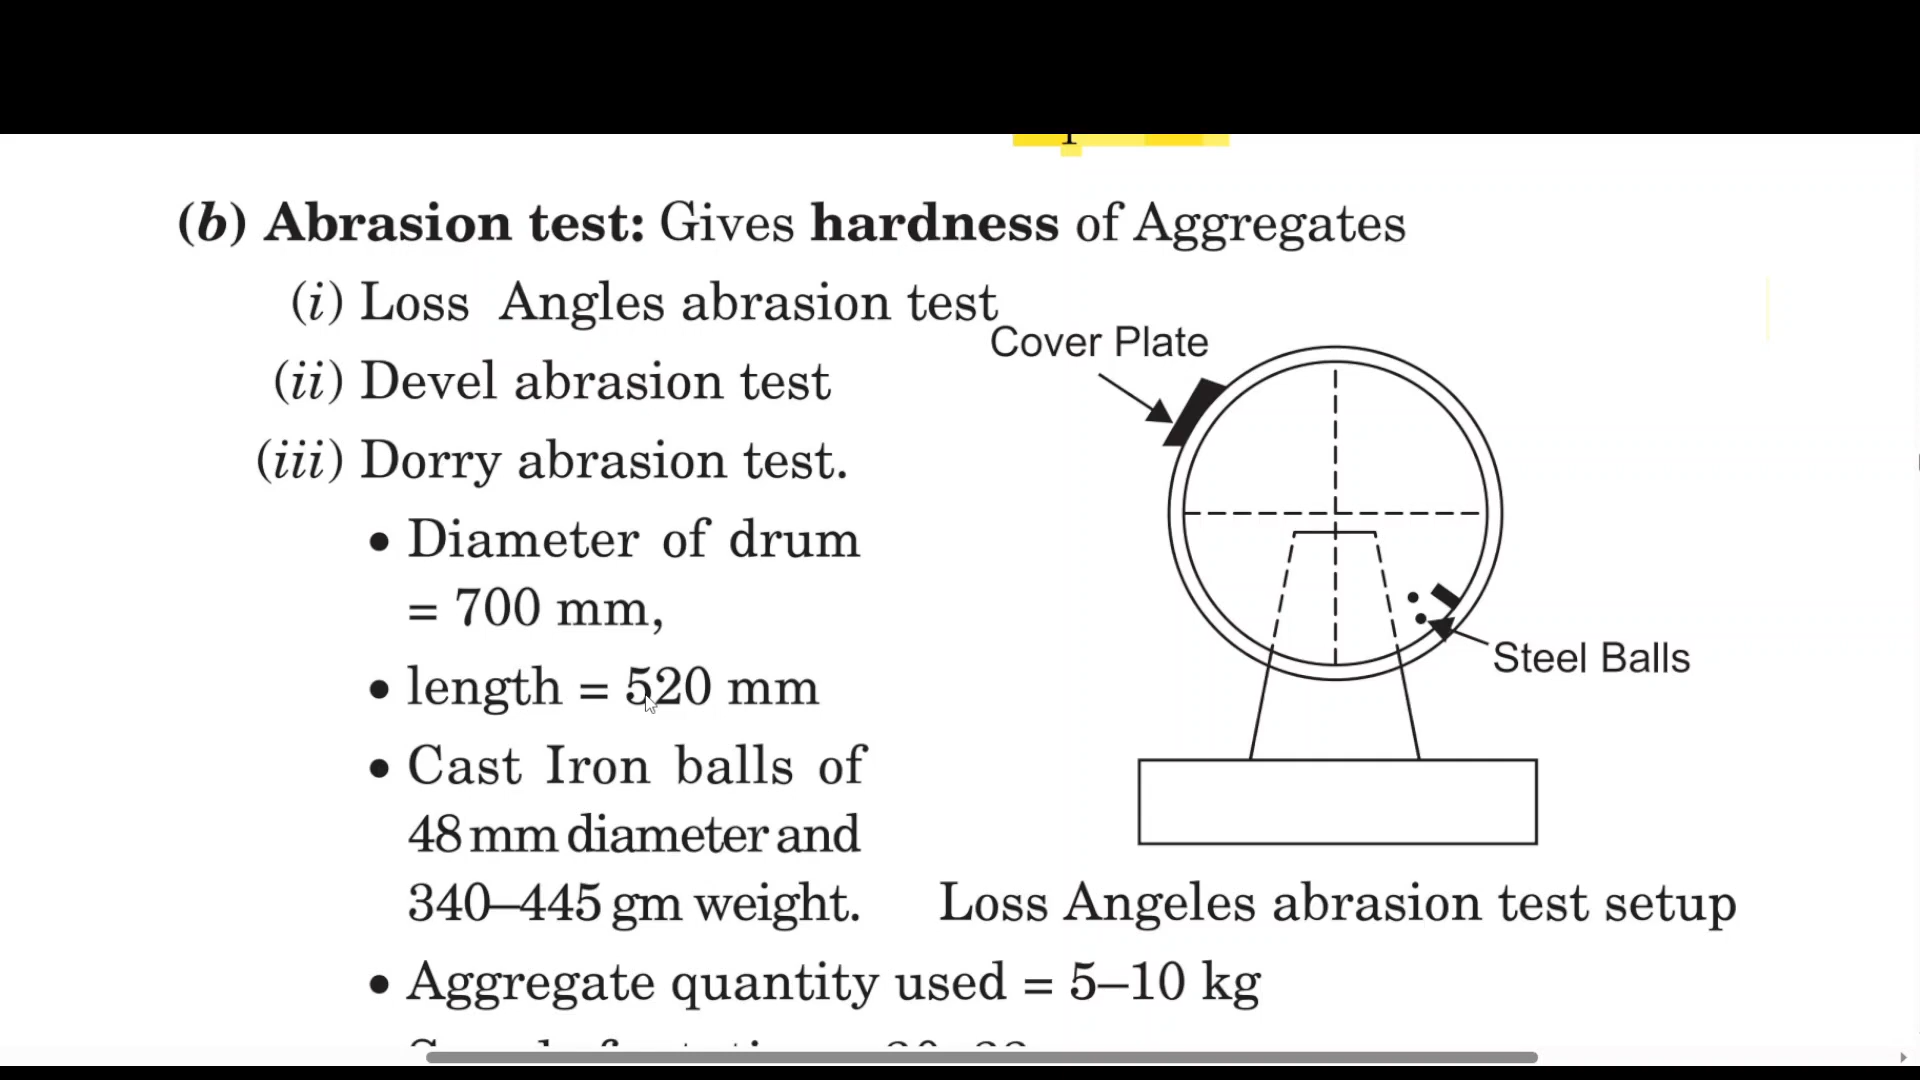 (b) Abrasion test: Gives hardness of Aggregates
(i) Loss Angles abrasion test
(ii) Devel abrasion test
(iii) Dorry abrasion test.
• Diameter of drum
= 700 mm,
• length = 520 mm
• Cast Iron balls of
48 mm diameter and
340–445 gm weight.
Cover Plate
Steel Balls
Loss Angeles abrasion test setup
• Aggregate quantity used = 5–10 kg